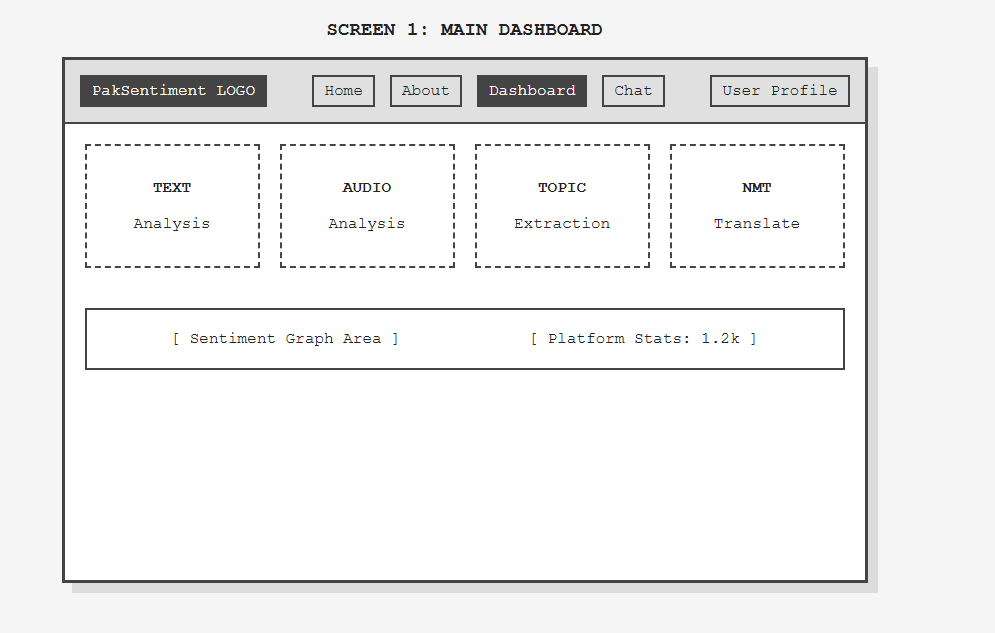 SCREEN 1: MAIN DASHBOARD
PakSentiment LOGO Home About Dashboard Chat User Profile
TEXT AUDIO TOPIC NMT
Analysis Analysis Extraction Translate
[ Sentiment Graph Area ] [ Platform Stats: 1.2k ]